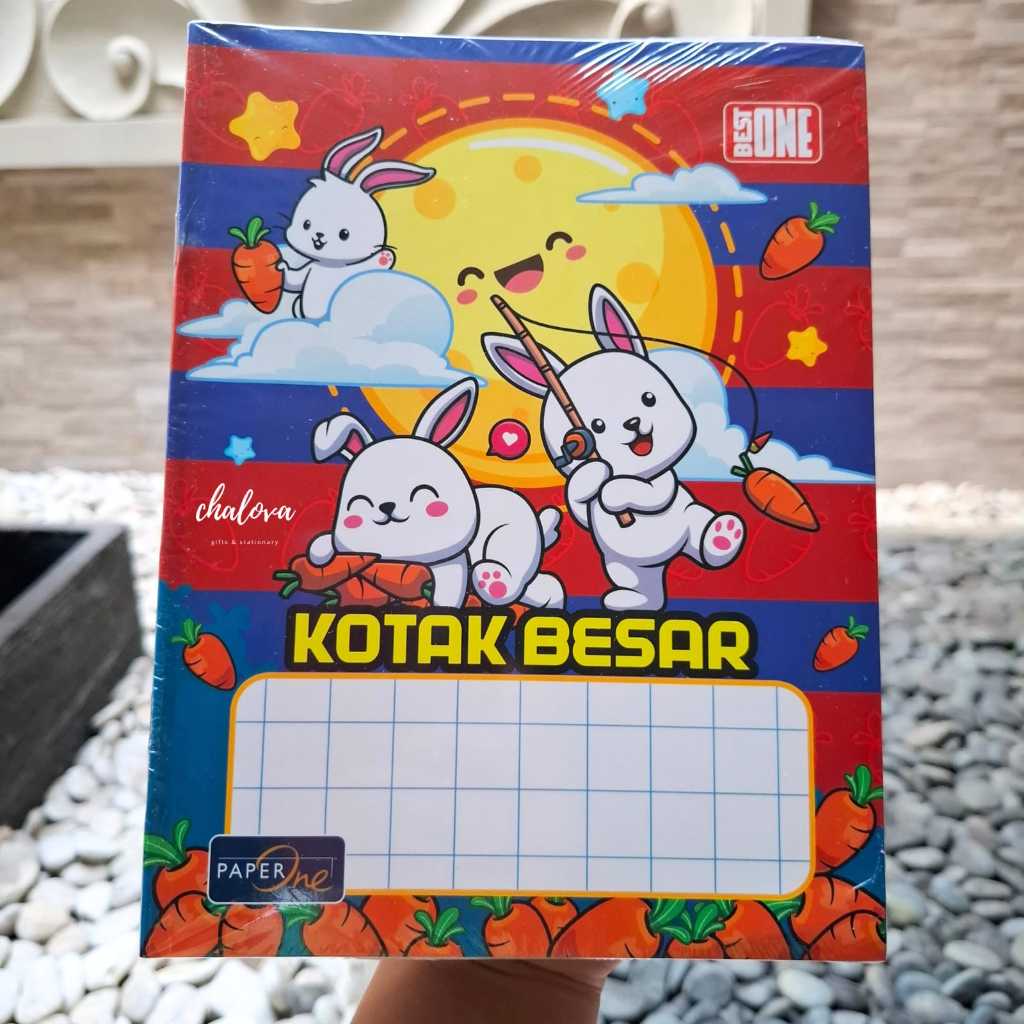 BEST ONE
chalova
gifts & stationary
KOTAK BESAR
PAPER One